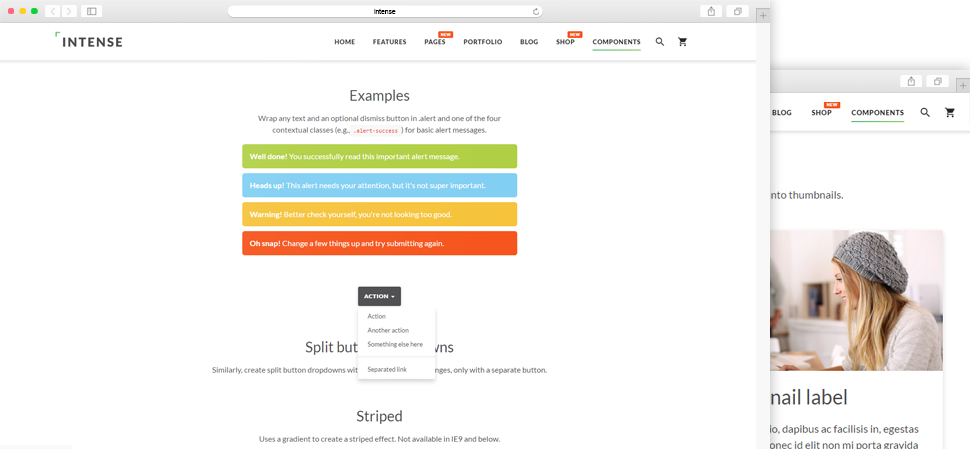 intense
INTENSE
HOME FEATURES PAGES NEW PORTFOLIO BLOG SHOP NEW COMPONENTS
Examples
Wrap any text and an optional dismiss button in .alert and one of the four
contextual classes (e.g., .alert-success ) for basic alert messages.
Well done! You successfully read this important alert message.
Heads up! This alert needs your attention, but it's not super important.
Warning! Better check yourself, you're not looking too good.
Oh snap! Change a few things up and try submitting again.
ACTION
Action
Another action
Something else here
Separated link
Split but wns
Similarly, create split button dropdowns wit nges, only with a separate button.
Striped
Uses a gradient to create a striped effect. Not available in IE9 and below.
BLOG SHOP NEW COMPONENTS
nto thumbnails.
nail label
io, dapibus ac facilisis in, egestas
onec id elit non mi porta gravida